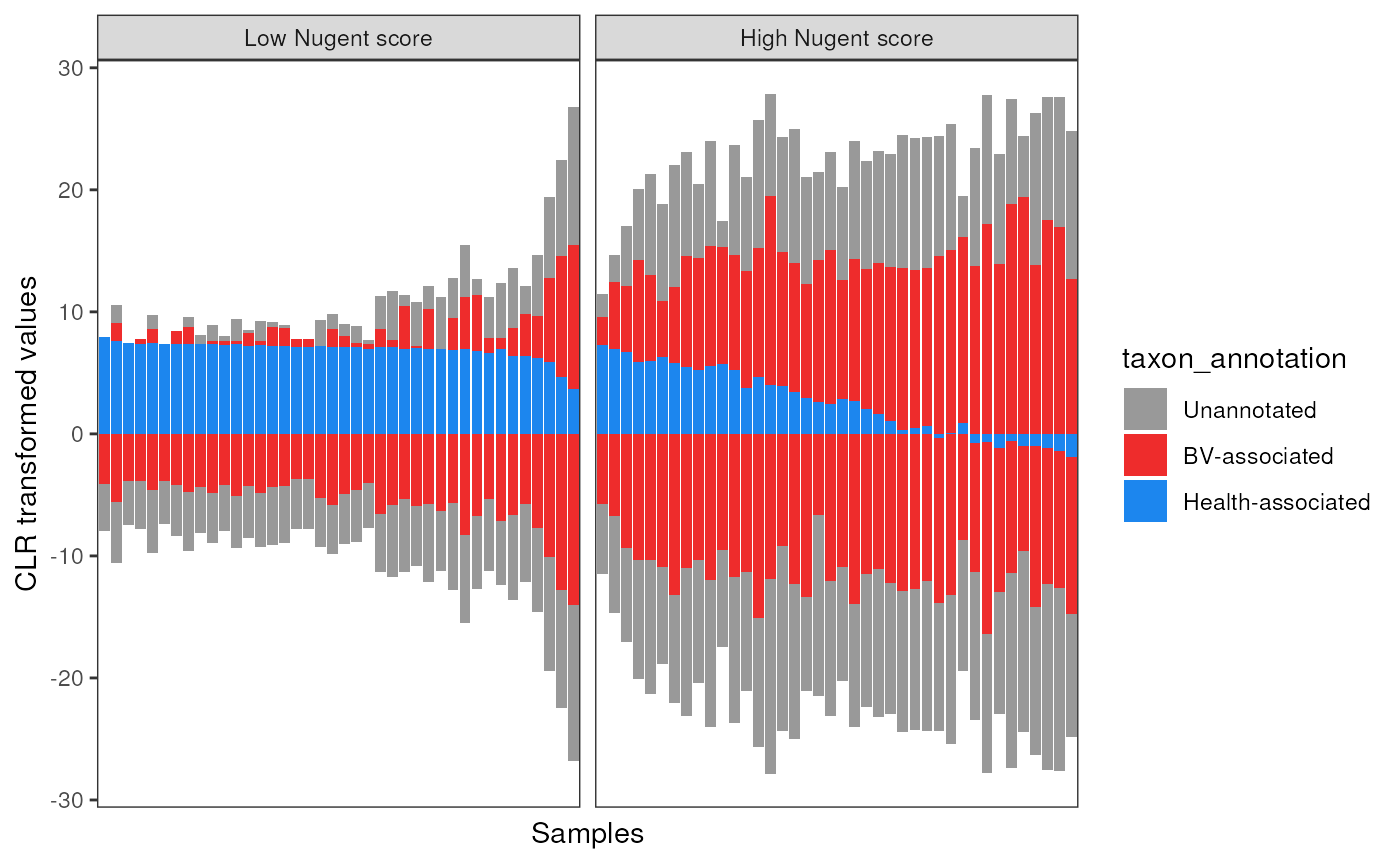 Low Nugent score
High Nugent score
30
20
10
0
-10
-20
-30
CLR transformed values
Samples
taxon_annotation
Unannotated
BV-associated
Health-associated